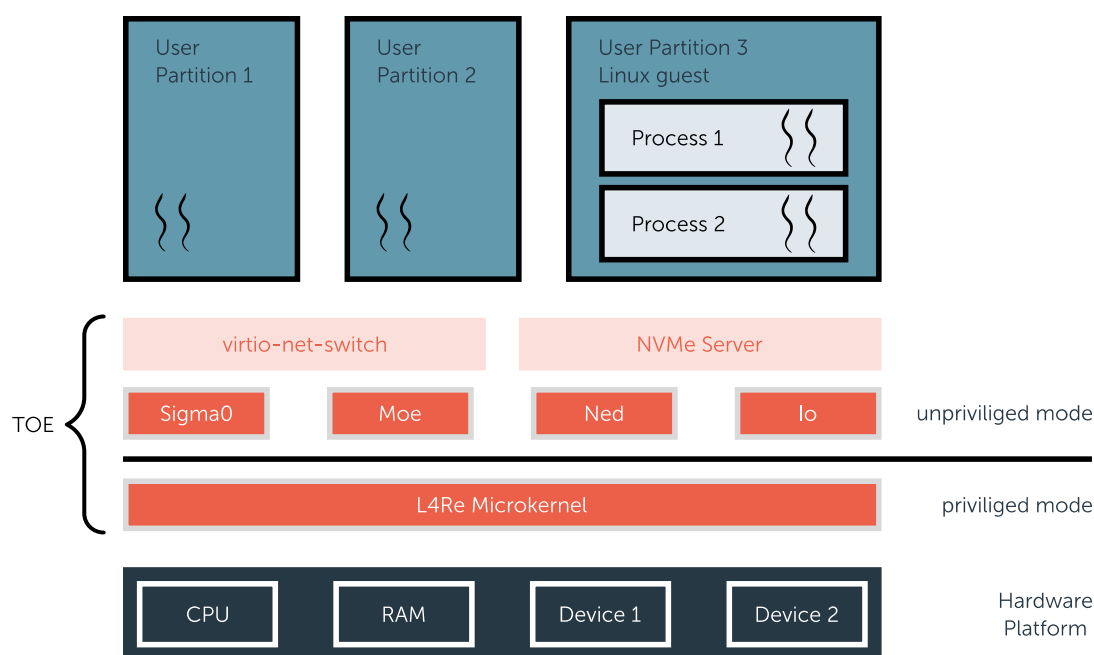 User
Partition 1
User
Partition 2
User Partition 3
Linux guest
Process 1
Process 2
TOE
virtio-net-switch
NVMe Server
Sigma0
Moe
Ned
Io
unpriviliged mode
L4Re Microkernel
priviliged mode
CPU
RAM
Device 1
Device 2
Hardware
Platform